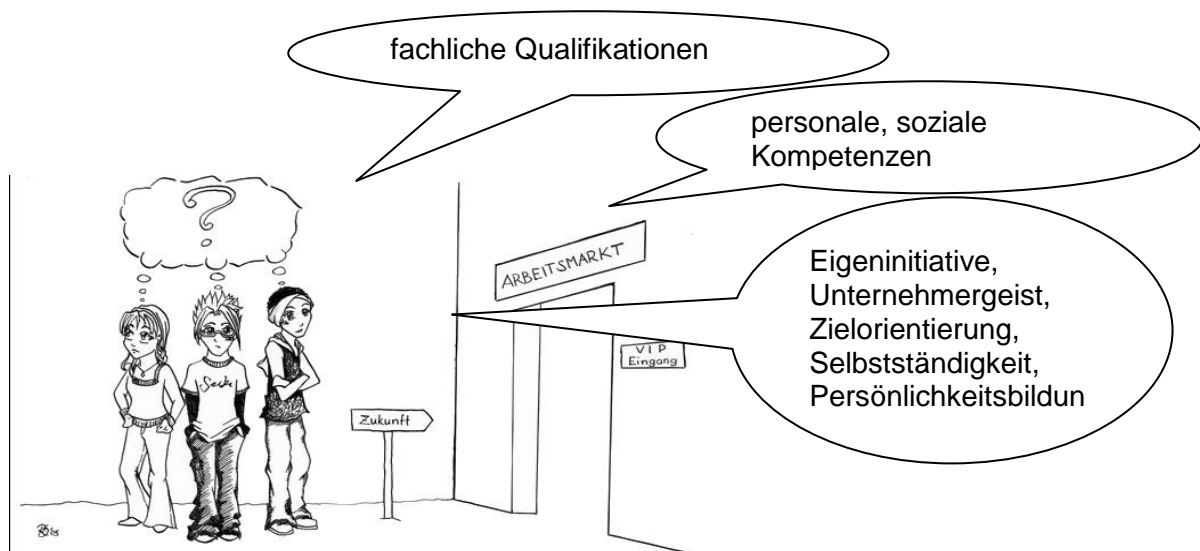 fachliche Qualifikationen
personale, soziale
Kompetenzen
?
ARBEITSMARKT
Eigeninitiative,
Unternehmergeist,
Zielorientierung,
Selbstständigkeit,
Persönlichkeitsbildun
VIP
Eingang
Zukunft